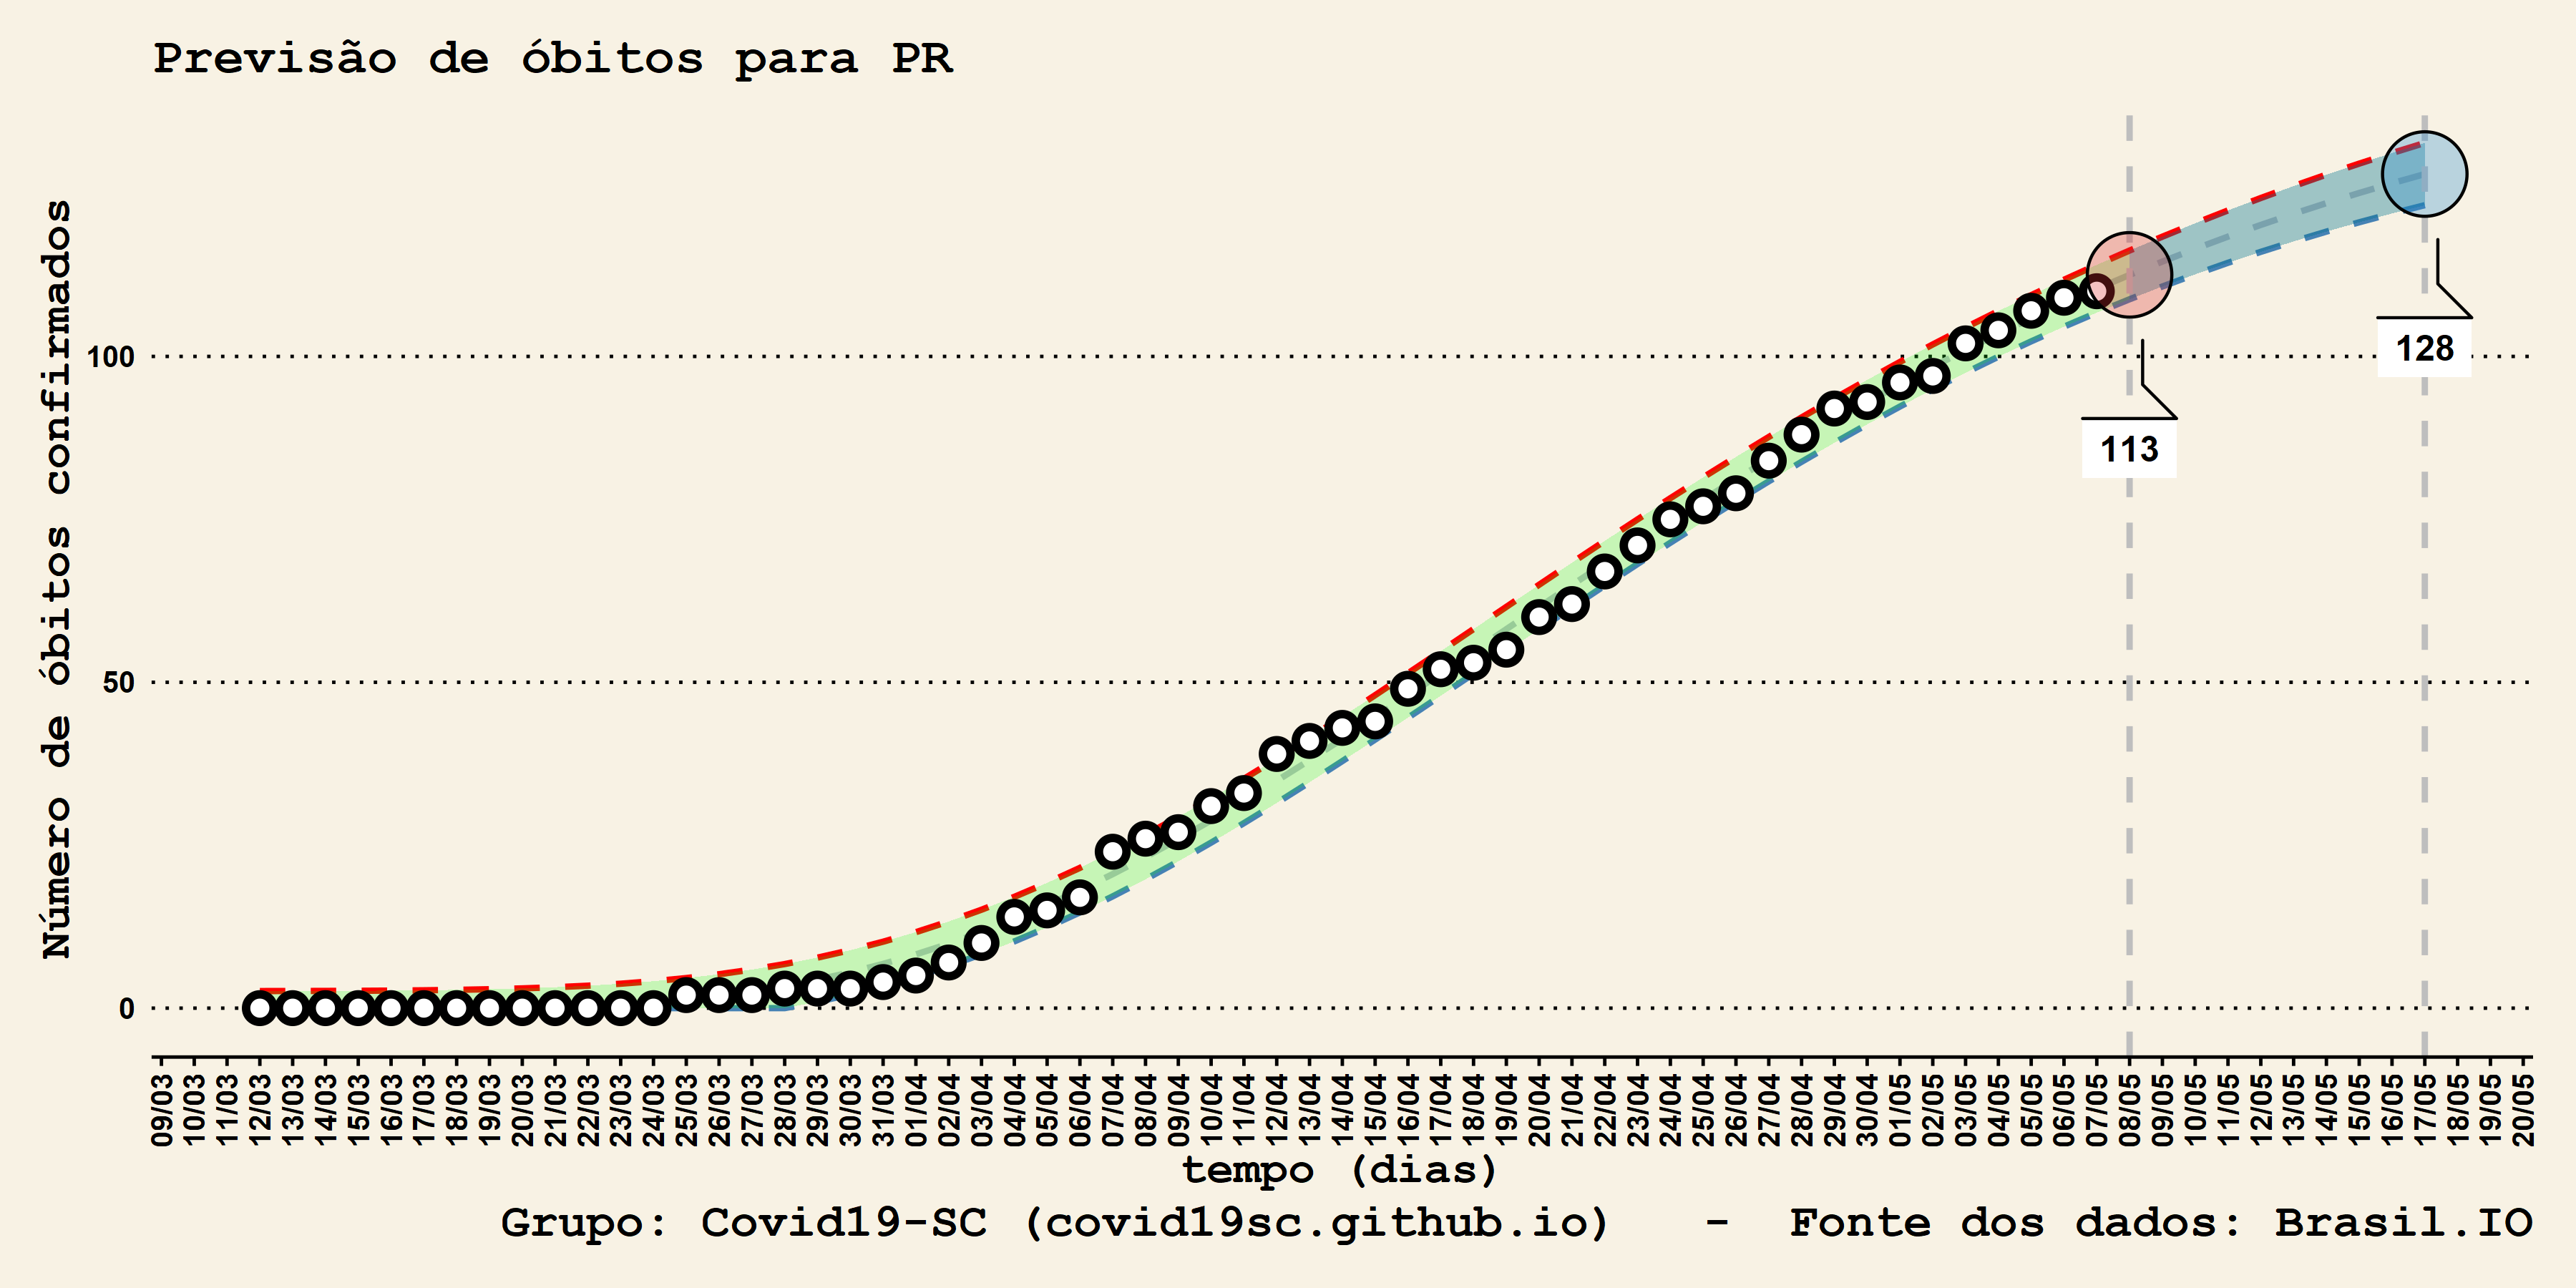 Previsão de óbitos para PR
Número de óbitos confirmados
100
50
0
113
128
09/03 10/03 11/03 12/03 13/03 14/03 15/03 16/03 17/03 18/03 19/03 20/03 21/03 22/03 23/03 24/03 25/03 26/03 27/03 28/03 29/03 30/03 31/03 01/04 02/04 03/04 04/04 05/04 06/04 07/04 08/04 09/04 10/04 11/04 12/04 13/04 14/04 15/04 16/04 17/04 18/04 19/04 20/04 21/04 22/04 23/04 24/04 25/04 26/04 27/04 28/04 29/04 30/04 01/05 02/05 03/05 04/05 05/05 06/05 07/05 08/05 09/05 10/05 11/05 12/05 13/05 14/05 15/05 16/05 17/05 18/05 19/05 20/05
tempo (dias)
Grupo: Covid19-SC (covid19sc.github.io) - Fonte dos dados: Brasil.IO